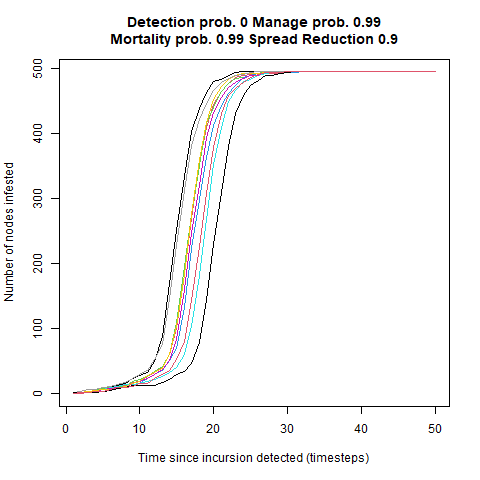 Detection prob. 0 Manage prob. 0.99
Mortality prob. 0.99 Spread Reduction 0.9
Number of nodes infested
500
400
300
200
100
0
0 10 20 30 40 50
Time since incursion detected (timesteps)